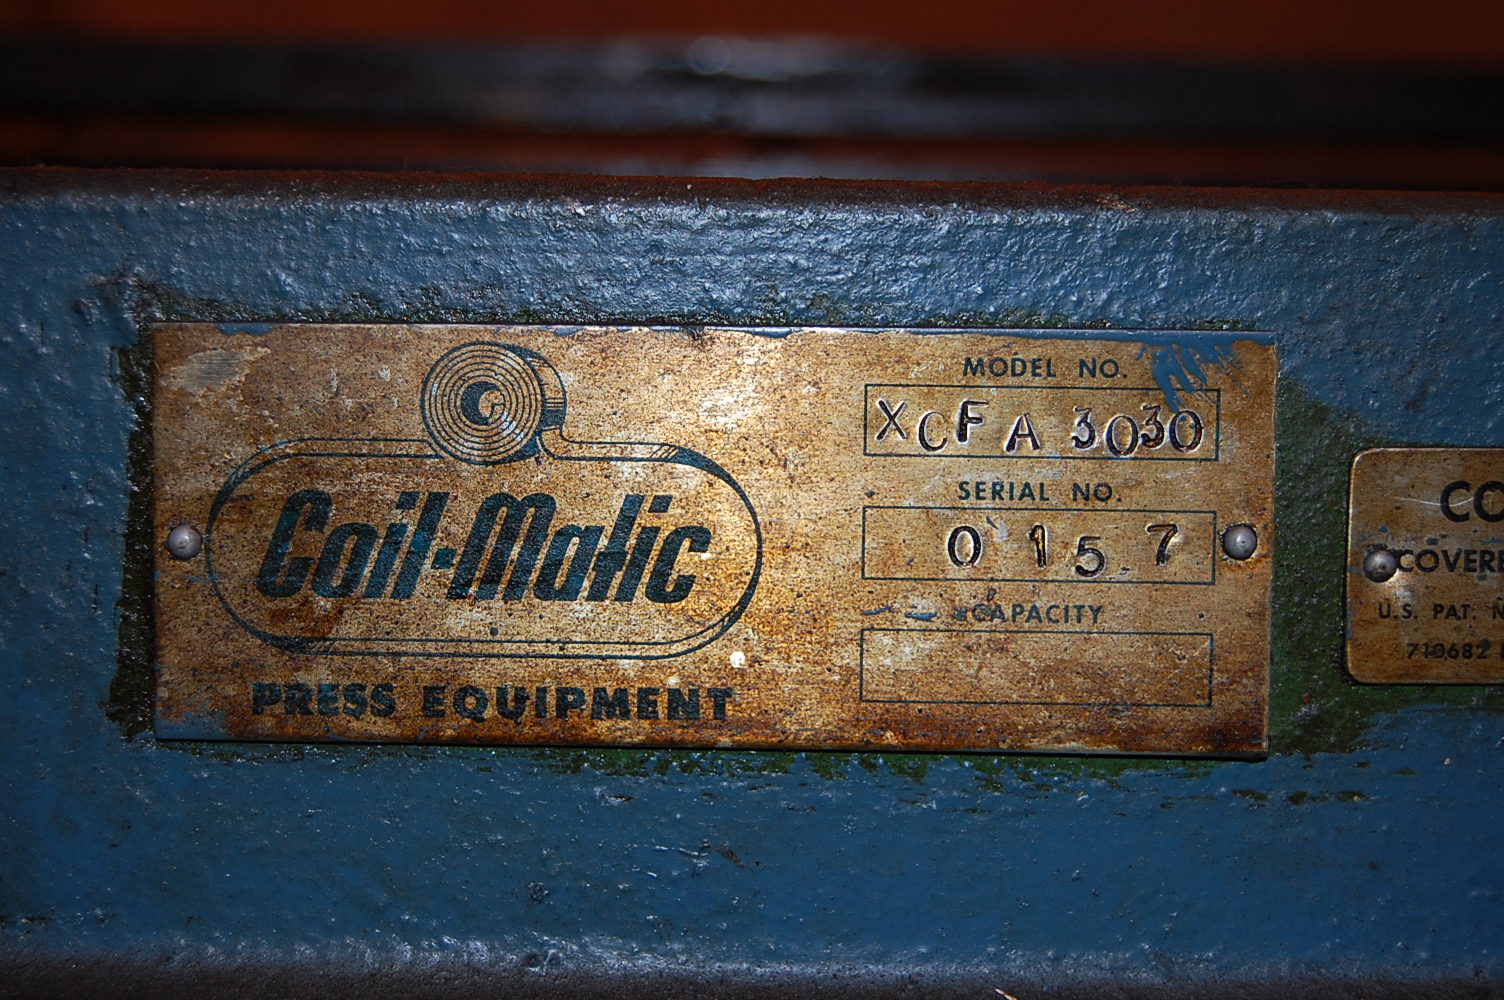 Coil-Matic
PRESS EQUIPMENT
MODEL NO.
XCFA 3030
SERIAL NO.
0157
CAPACITY
CO
COVERE
U.S. PAT. N
710682